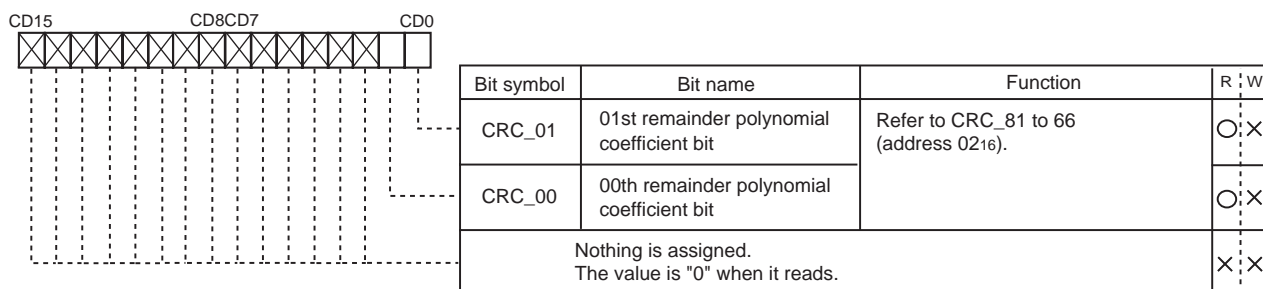 CD15 CD8CD7 CD0
Bit symbol Bit name Function R W
CRC_01 01st remainder polynomial coefficient bit Refer to CRC_81 to 66 (address 0216).
CRC_00 00th remainder polynomial coefficient bit
Nothing is assigned.
The value is "0" when it reads.